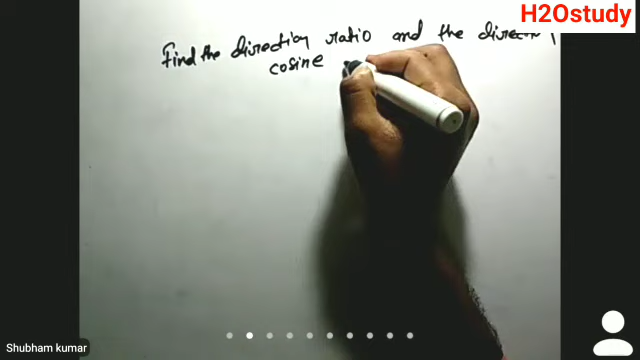 H2Ostudy
Find the direction ratio and the
cosine
Shubham kumar